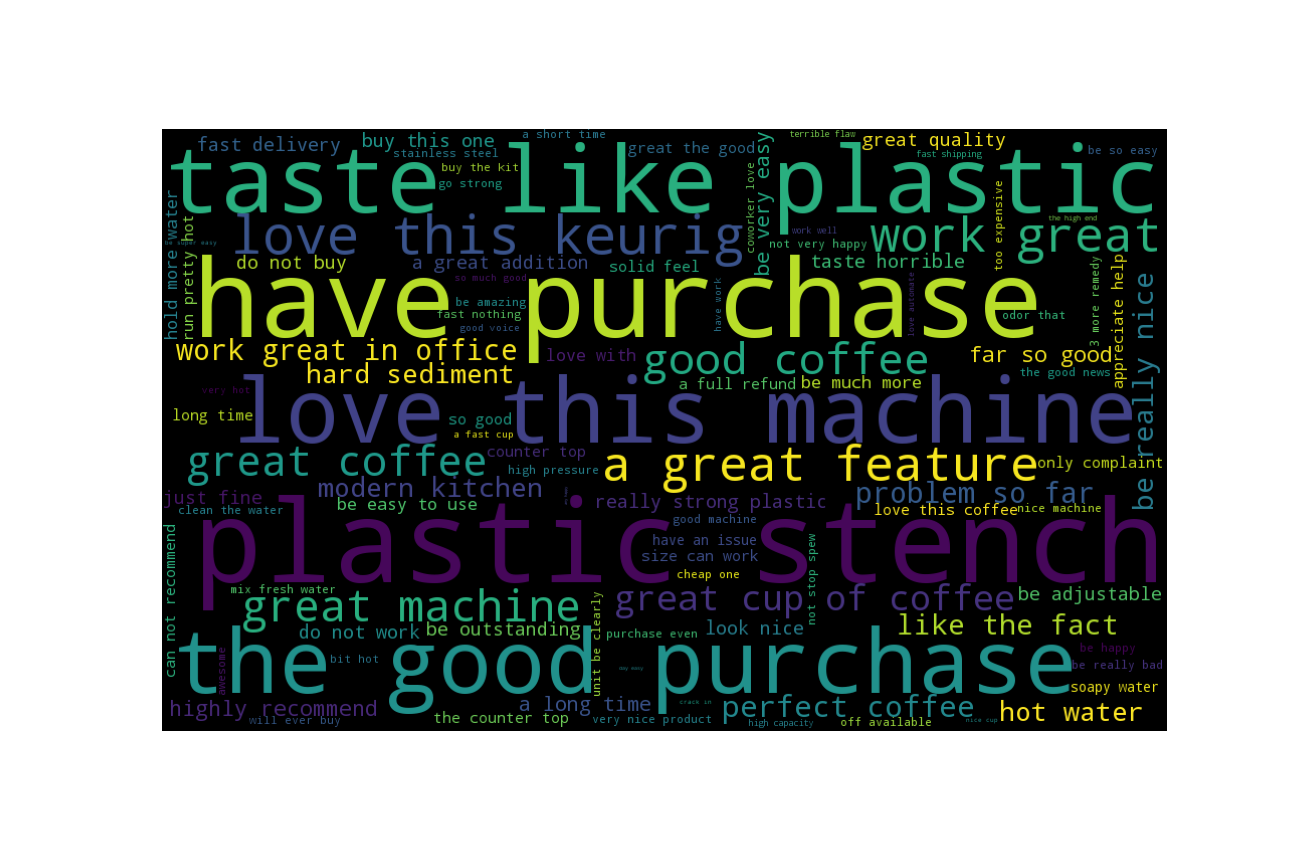 fast delivery
buy this one
a short time
terrible flaw
great quality
stainless steel
great the good
fast shipping
be so easy
taste like plastic
buy the kit
go strong
be very easy
coworker love
too expensive
the high end
hold more water
run pretty hot
be super easy
love this keurig
work well
not very happy
work great
do not buy
a great addition
solid feel
taste horrible
so much good
have purchase
be amazing
fast nothing
good voice
have work
love automate
odor that
3 more remedy
appreciate help
work great in office
love with
good coffee
far so good
hard sediment
a full refund
be much more
the good news
very hot
love this machine
be really nice
long time
so good
a fast cup
great coffee
counter top
high pressure
a great feature
only complaint
just fine
modern kitchen
really strong plastic
problem so far
clean the water
be easy to use
love this coffee
nice machine
plastic stench
good machine
have an issue
size can work
cheap one
not stop spew
can not recommend
mix fresh water
great machine
unit be clearly
great cup of coffee
be adjustable
do not work
be outstanding
purchase even
look nice
like the fact
awesome
bit hot
the good purchase
be happy
be really bad
may easy
soapy water
highly recommend
a long time
crack in
perfect coffee
hot water
will ever buy
the counter top
very nice product
high capacity
off available
nice cup